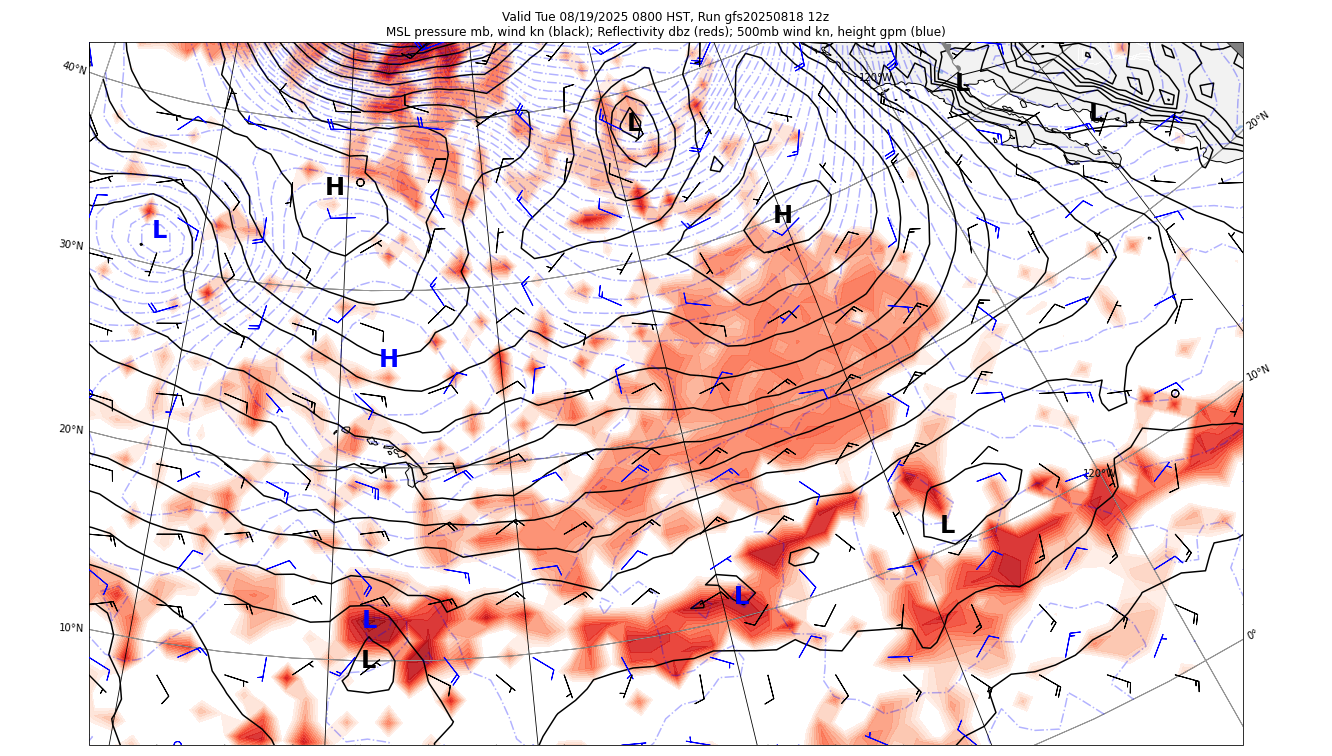 Valid Tue 08/19/2025 0800 HST, Run gfs20250818 12z
MSL pressure mb, wind kn (black); Reflectivity dbz (reds); 500mb wind kn, height gpm (blue)
40°N
120°W
L
L
L
20°N
H
H
L
30°N
H
10°N
20°N
120°W
L
L
L
10°N
0°
L